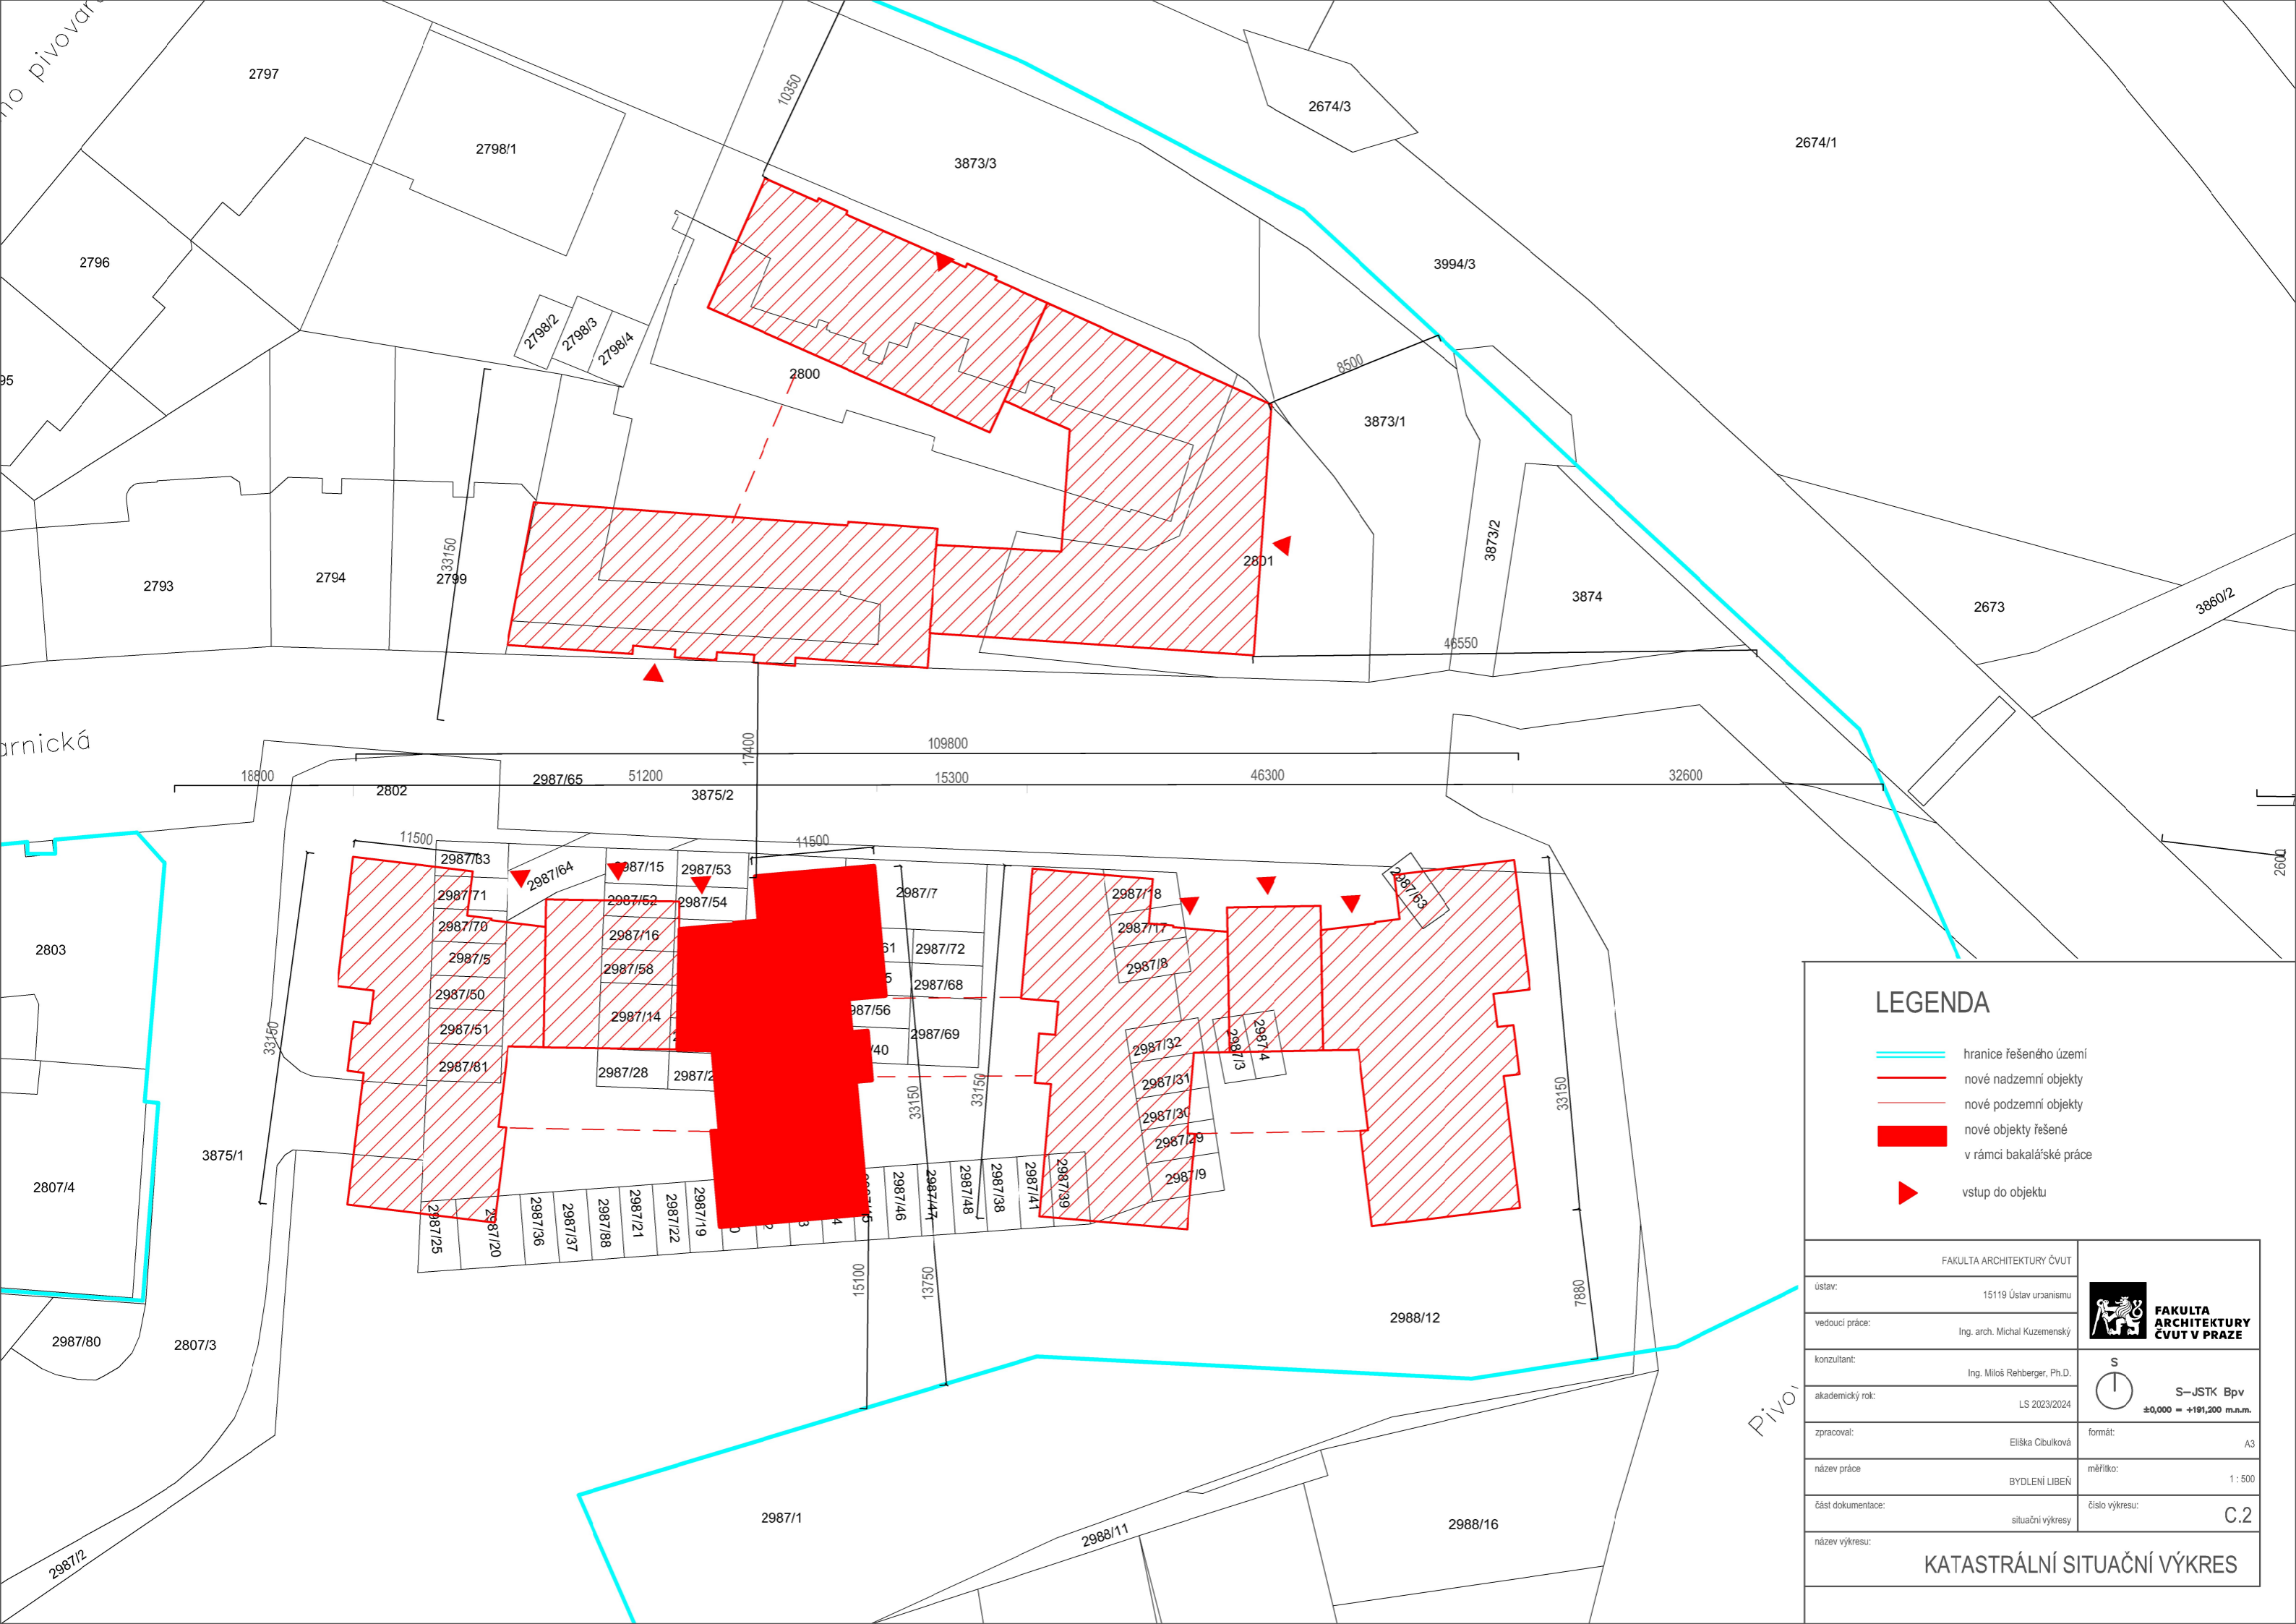 2797
2798/1
10350
3873/3
2674/3
2674/1
2796
3994/3
2798/2
2798/3
2798/4
2800
8500
3873/1
2793
2794
33150
2799
2801
3873/2
3874
2673
3860/2
46550
109800
17400
18800
2802
2987/65
51200
3875/2
15300
46300
32600
2600
11500
11500
2987/33
2987/64
2987/15
2987/53
2987/71
2987/52
2987/54
2987/7
2987/18
2987/63
2987/70
2987/16
2987/17
2803
2987/5
2987/58
61
2987/72
2987/8
2987/50
5
2987/68
33150
2987/51
2987/14
2987/56
2987/69
2987/32
2987/3
2987/4
2987/81
2987/28
2987/2
/40
33150
33150
2987/31
33150
2987/30
2987/29
2987/9
3875/1
2807/4
2987/25
2987/20
2987/36
2987/37
2987/88
2987/21
2987/22
2987/19
2987/46
2987/47
2987/48
2987/38
2987/41
2987/39
15100
13750
7880
2988/12
2987/80
2807/3
2987/1
2988/11
2988/16
2987/2
LEGENDA
hranice řešeného území
nové nadzemní objekty
nové podzemní objekty
nové objekty řešené
v rámci bakalářské práce
vstup do objektu
FAKULTA ARCHITEKTURY ČVUT
ústav:
15119 Ústav urbanismu
vedoucí práce:
Ing. arch. Michal Kuzemenský
konzultant:
Ing. Miloš Rehberger, Ph.D.
akademický rok:
LS 2023/2024
zpracoval:
Eliška Cibulková
název práce
BYDLENÍ LIBEŇ
část dokumentace:
situační výkresy
FAKULTA
ARCHITEKTURY
ČVUT V PRAZE
S
S-JSTK Bpv
±0,000 = +191,200 m.n.m.
formát:
A3
měřítko:
1 : 500
číslo výkresu:
C.2
název výkresu:
KATASTRÁLNÍ SITUAČNÍ VÝKRES